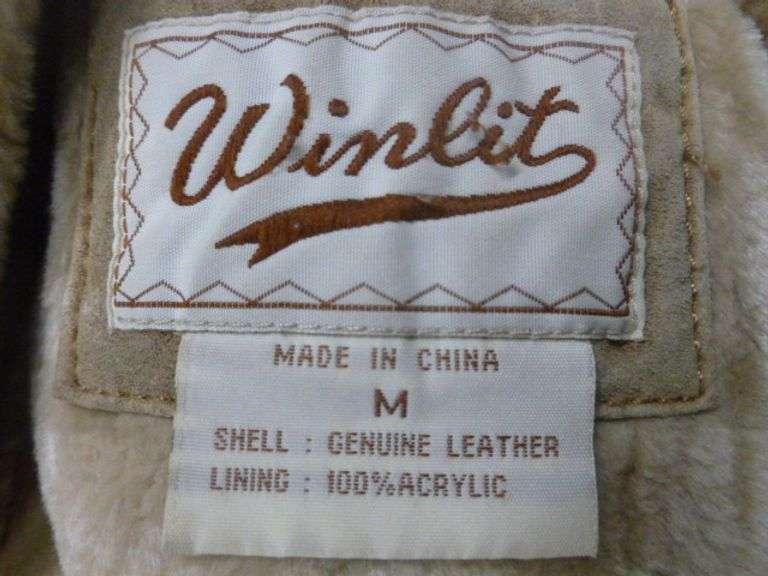 Winlit
MADE IN CHINA
M
SHELL : GENUINE LEATHER
LINING : 100%ACRYLIC